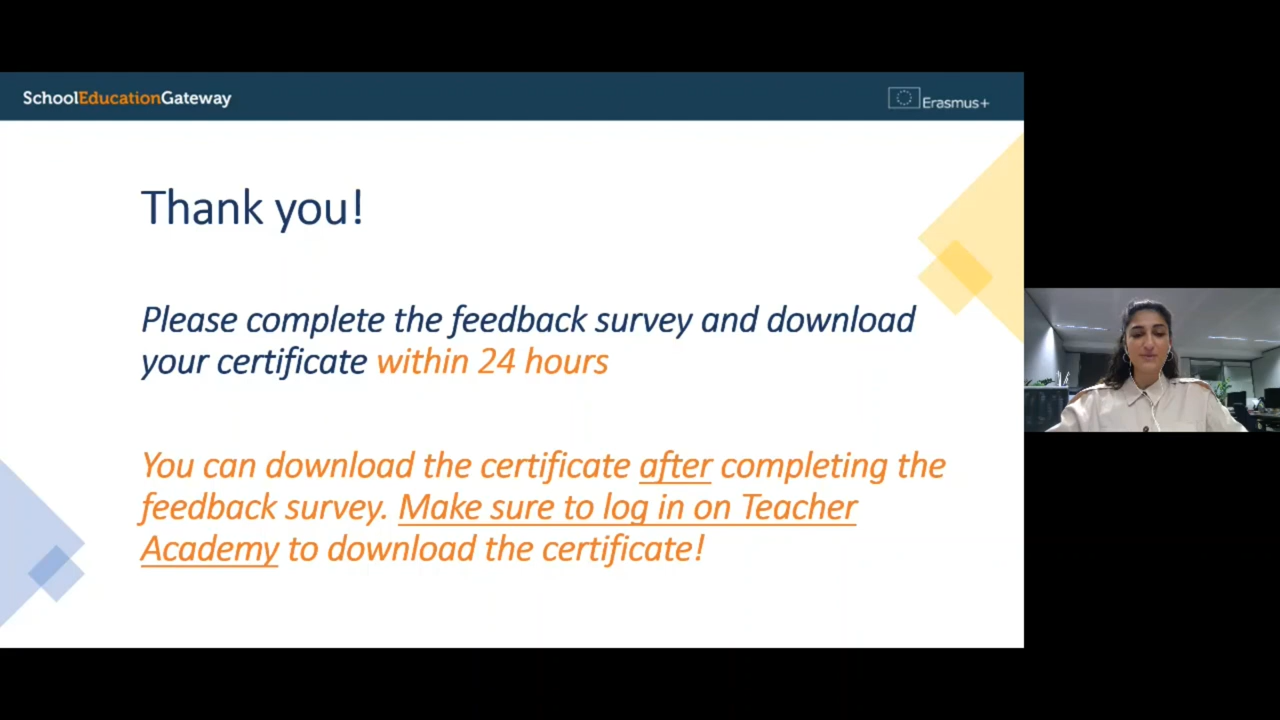 SchoolEducationGateway
Erasmus+
Thank you!
Please complete the feedback survey and download
your certificate within 24 hours
You can download the certificate after completing the
feedback survey. Make sure to log in on Teacher
Academy to download the certificate!